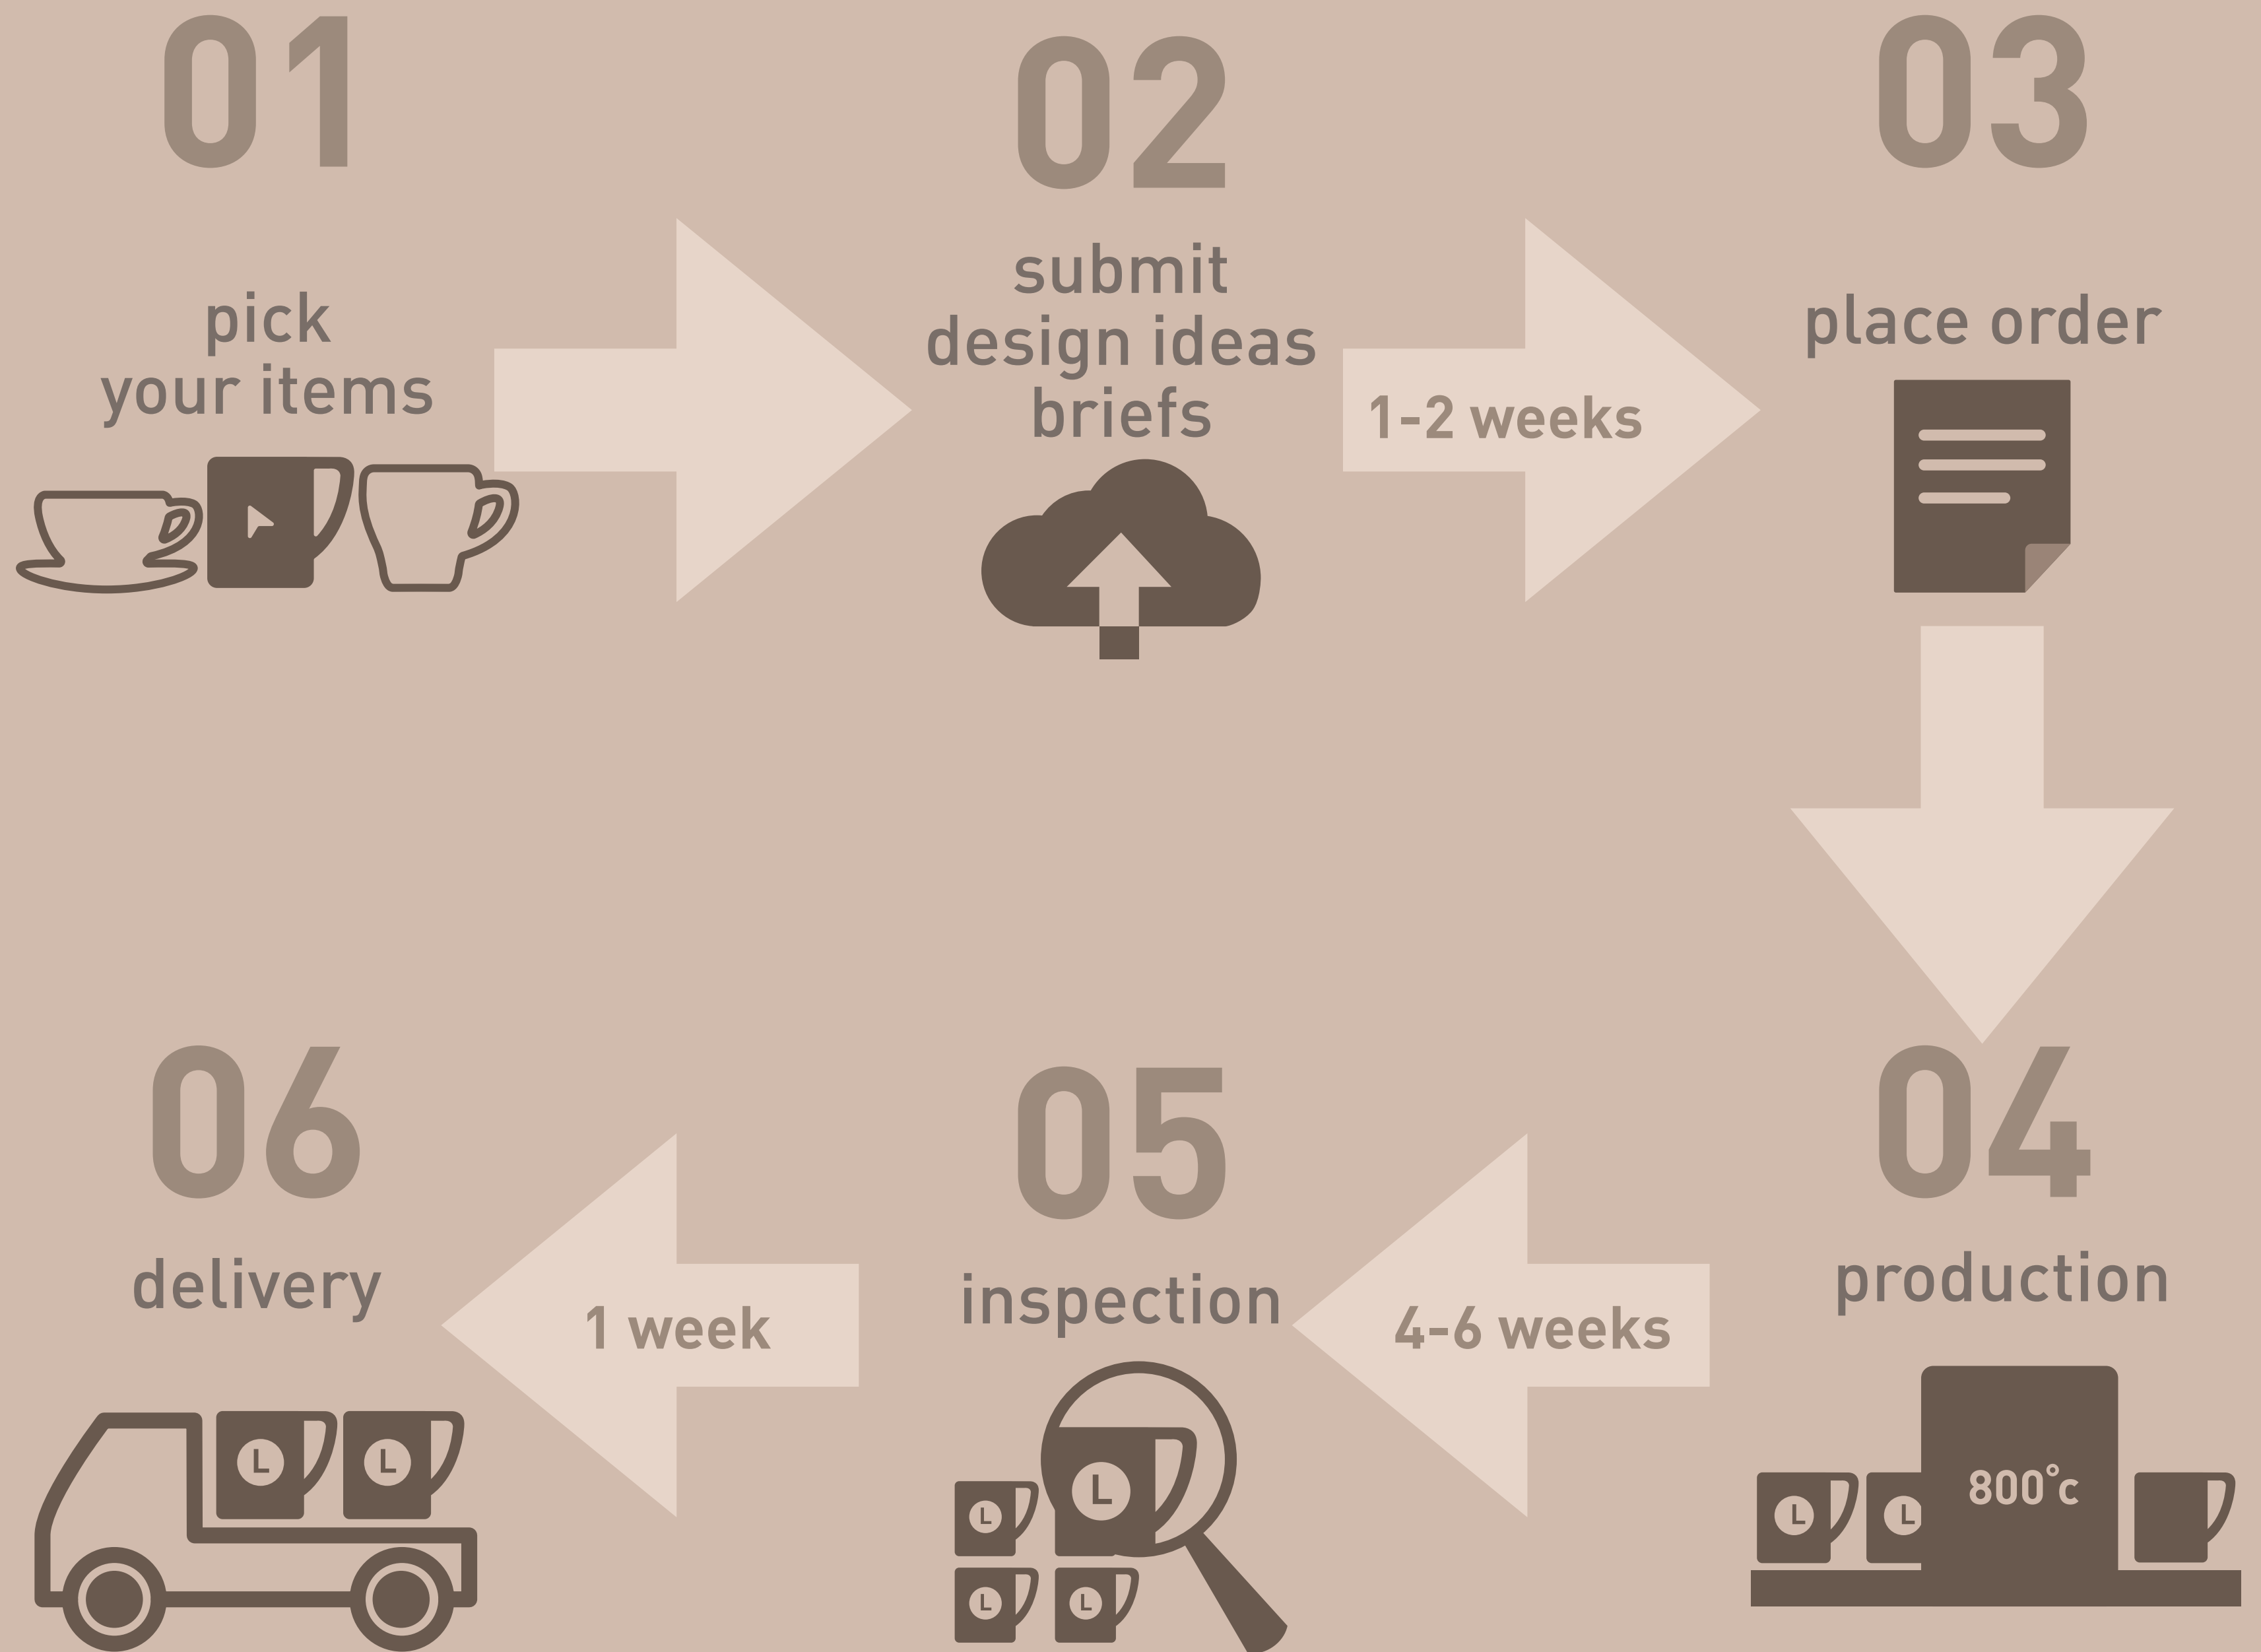 01
pick
your items
02
submit
design ideas
briefs
1-2 weeks
03
place order
04
production
800°c
L
L
4-6 weeks
05
inspection
L
L
L
L
1 week
06
delivery
L
L